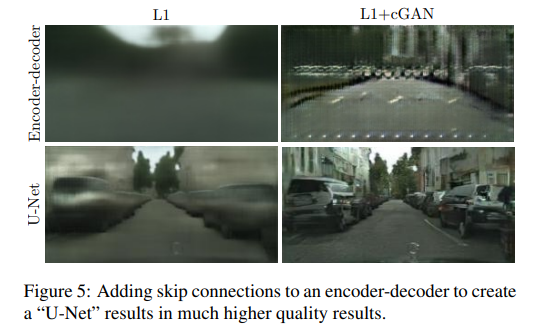 L1
L1+cGAN
Encoder-decoder
U-Net
Figure 5: Adding skip connections to an encoder-decoder to create
a “U-Net” results in much higher quality results.